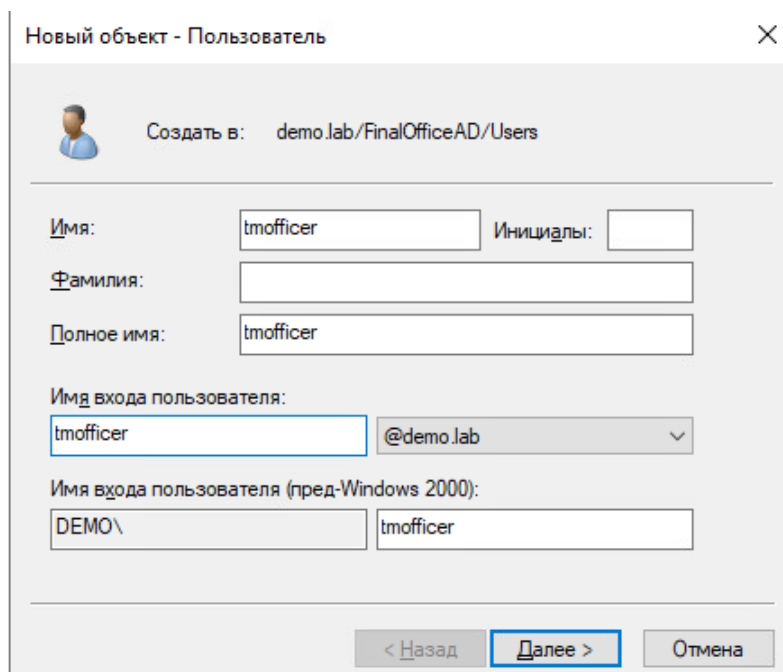 Новый объект - Пользователь
Создать в: demo.lab/FinalOfficeAD/Users
Имя: tmofficer Инициалы:
Фамилия:
Полное имя: tmofficer
Имя входа пользователя:
tmofficer @demo.lab
Имя входа пользователя (пред-Windows 2000):
DEMO\ tmofficer
< Назад Далее > Отмена